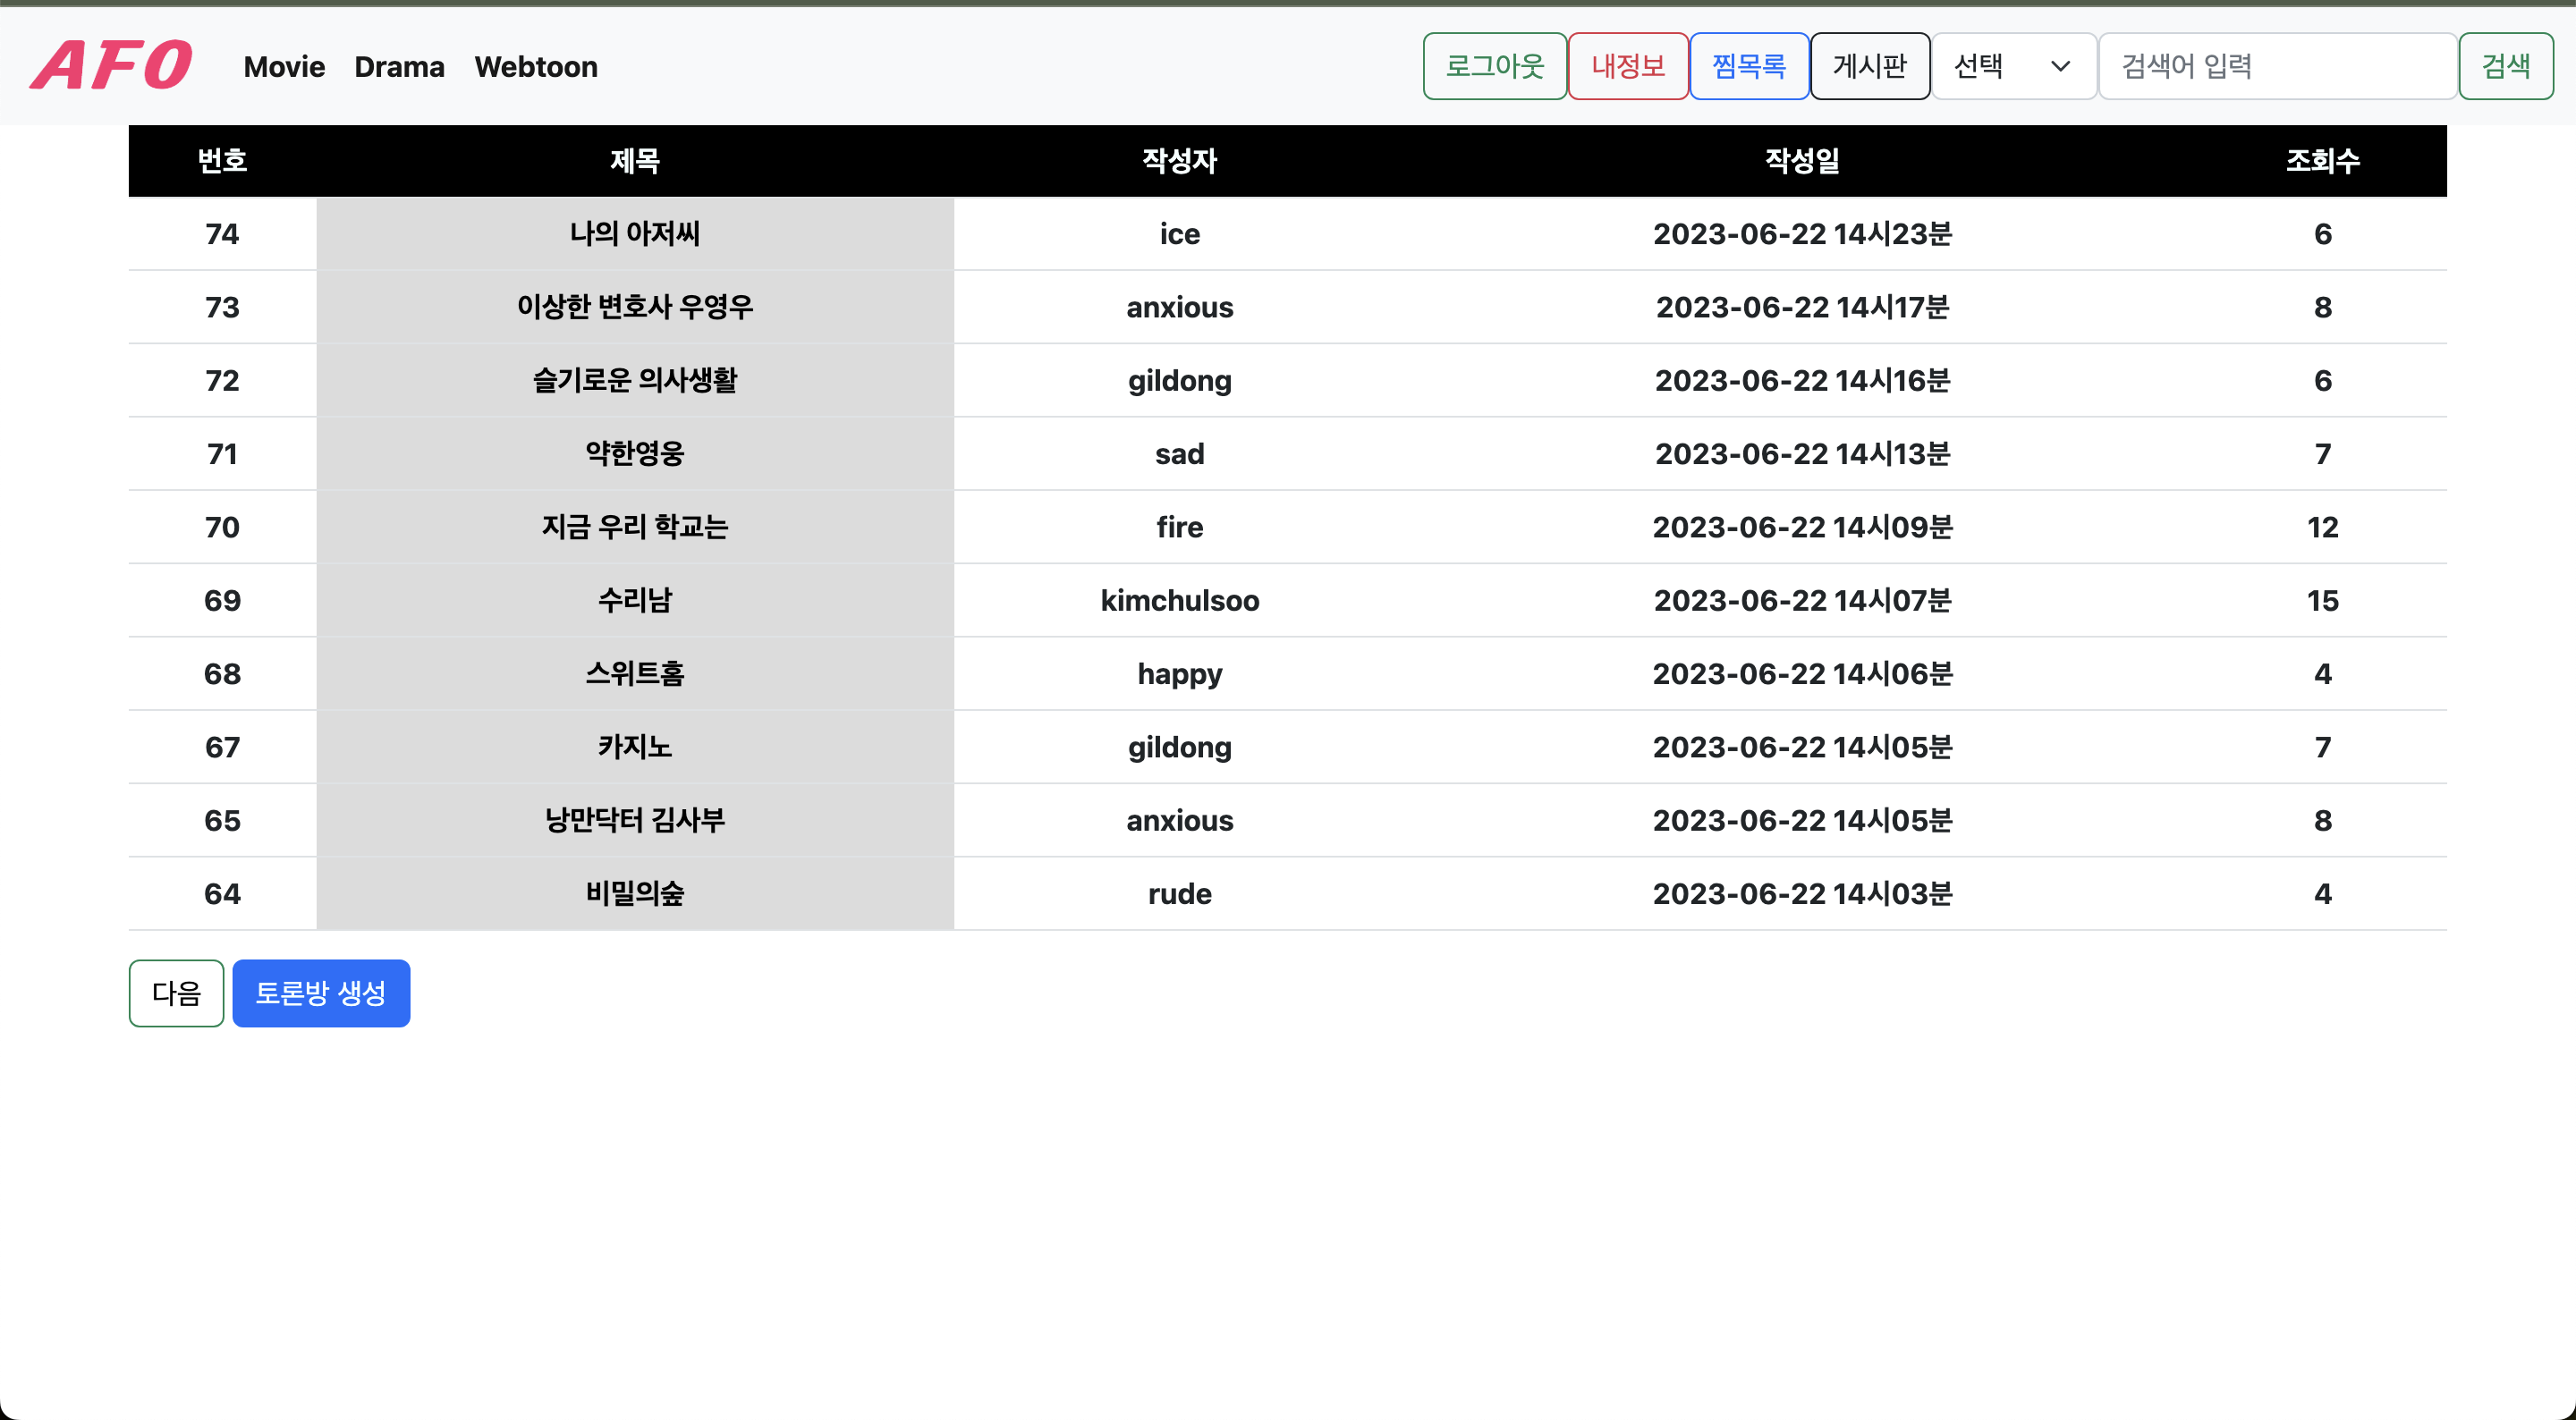 AFO Movie Drama Webtoon 로그아웃 내정보 찜목록 게시판 선택 검색어 입력 검색
번호 제목 작성자 작성일 조회수
74 나의 아저씨 ice 2023-06-22 14시23분 6
73 이상한 변호사 우영우 anxious 2023-06-22 14시17분 8
72 슬기로운 의사생활 gildong 2023-06-22 14시16분 6
71 약한영웅 sad 2023-06-22 14시13분 7
70 지금 우리 학교는 fire 2023-06-22 14시09분 12
69 수리남 kimchulsoo 2023-06-22 14시07분 15
68 스위트홈 happy 2023-06-22 14시06분 4
67 카지노 gildong 2023-06-22 14시05분 7
65 낭만닥터 김사부 anxious 2023-06-22 14시05분 8
64 비밀의숲 rude 2023-06-22 14시03분 4
다음 토론방 생성